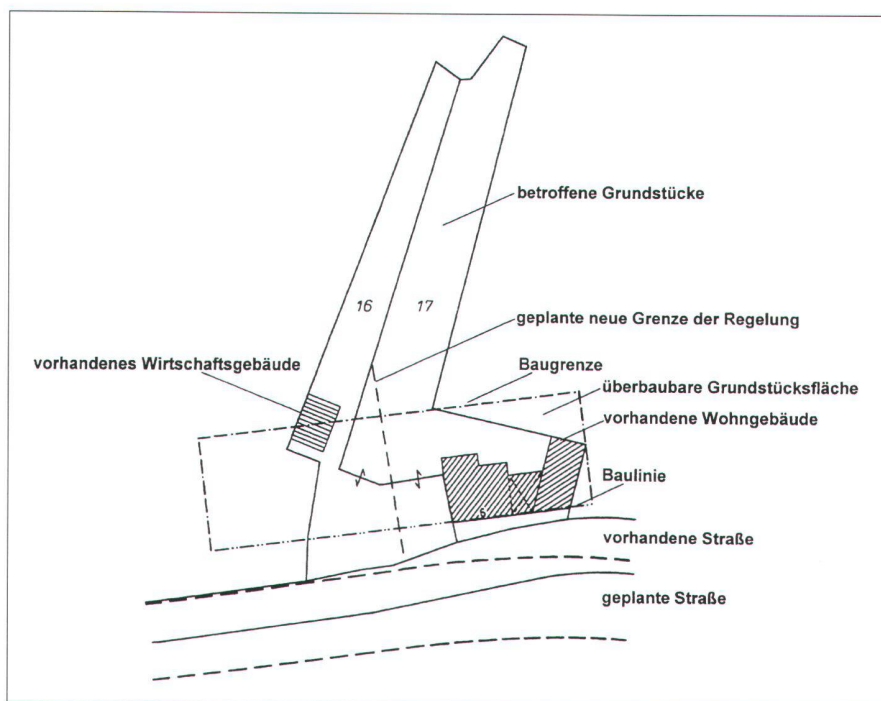 betroffene Grundstücke
16
17
geplante neue Grenze der Regelung
vorhandenes Wirtschaftsgebäude
Baugrenze
überbaubare Grundstücksfläche
vorhandene Wohngebäude
Baulinie
vorhandene Straße
geplante Straße